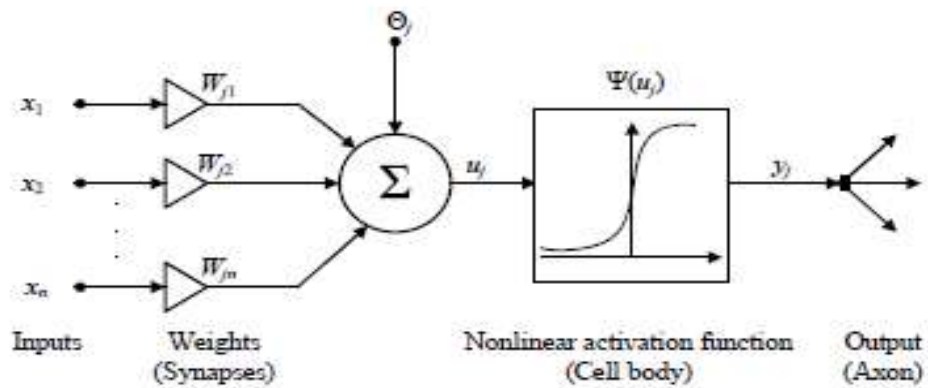 Θj
Ψ(uj)
x1
Wj1
x2
Wj2
Σ
uj
yj
xn
Wjn
Inputs
Weights
(Synapses)
Nonlinear activation function
(Cell body)
Output
(Axon)